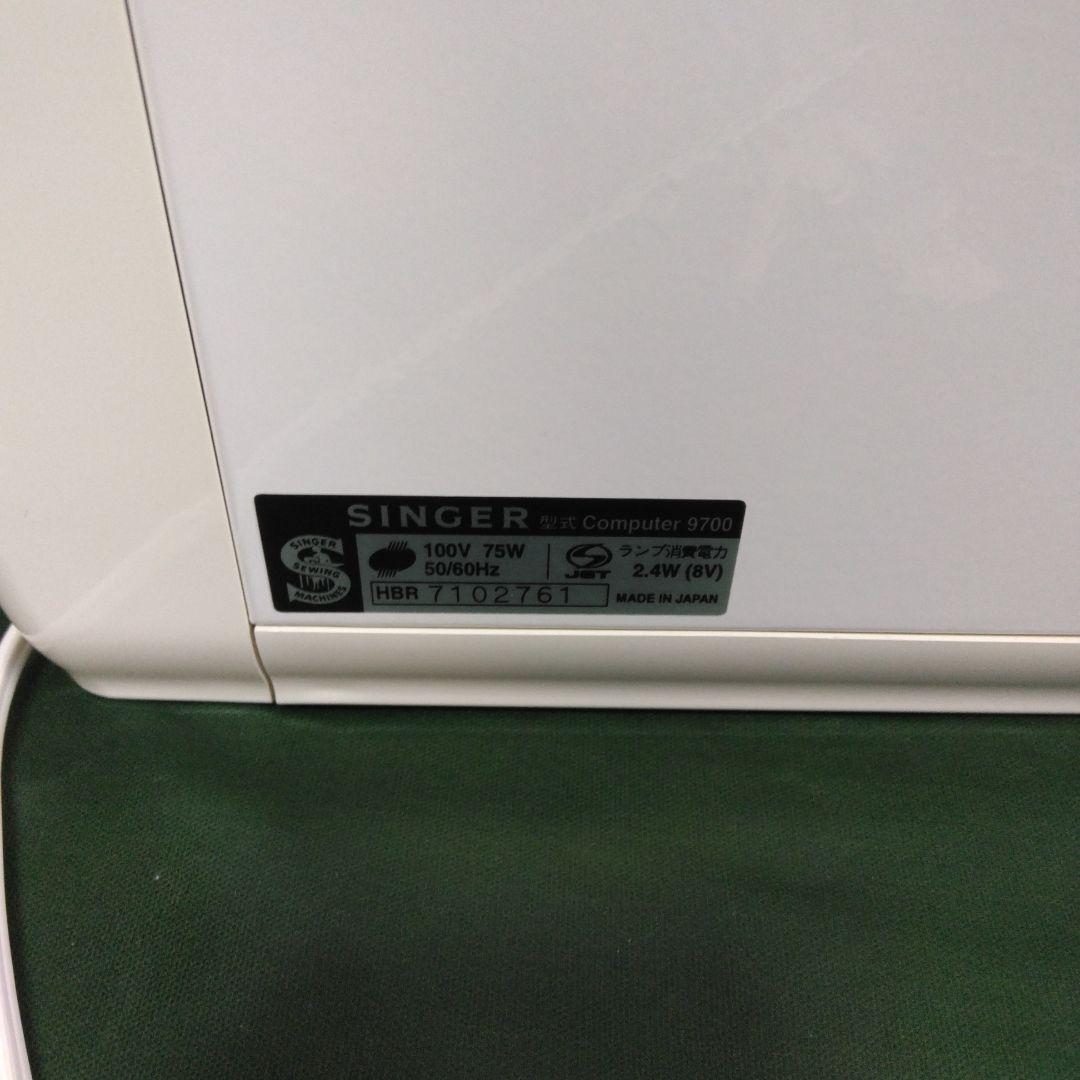 SINGER 型式 Computer 9700
SINGER
SEWING
MACHINES
100V 75W
50/60Hz
JET
ランプ消費電力
2.4W (8V)
HBR 7102761
MADE IN JAPAN